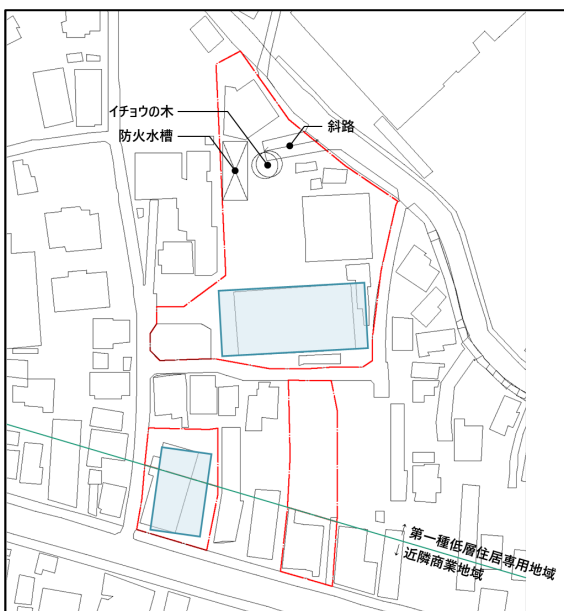 イチョウの木
斜路
防火水槽
第一種低層住居専用地域
近隣商業地域